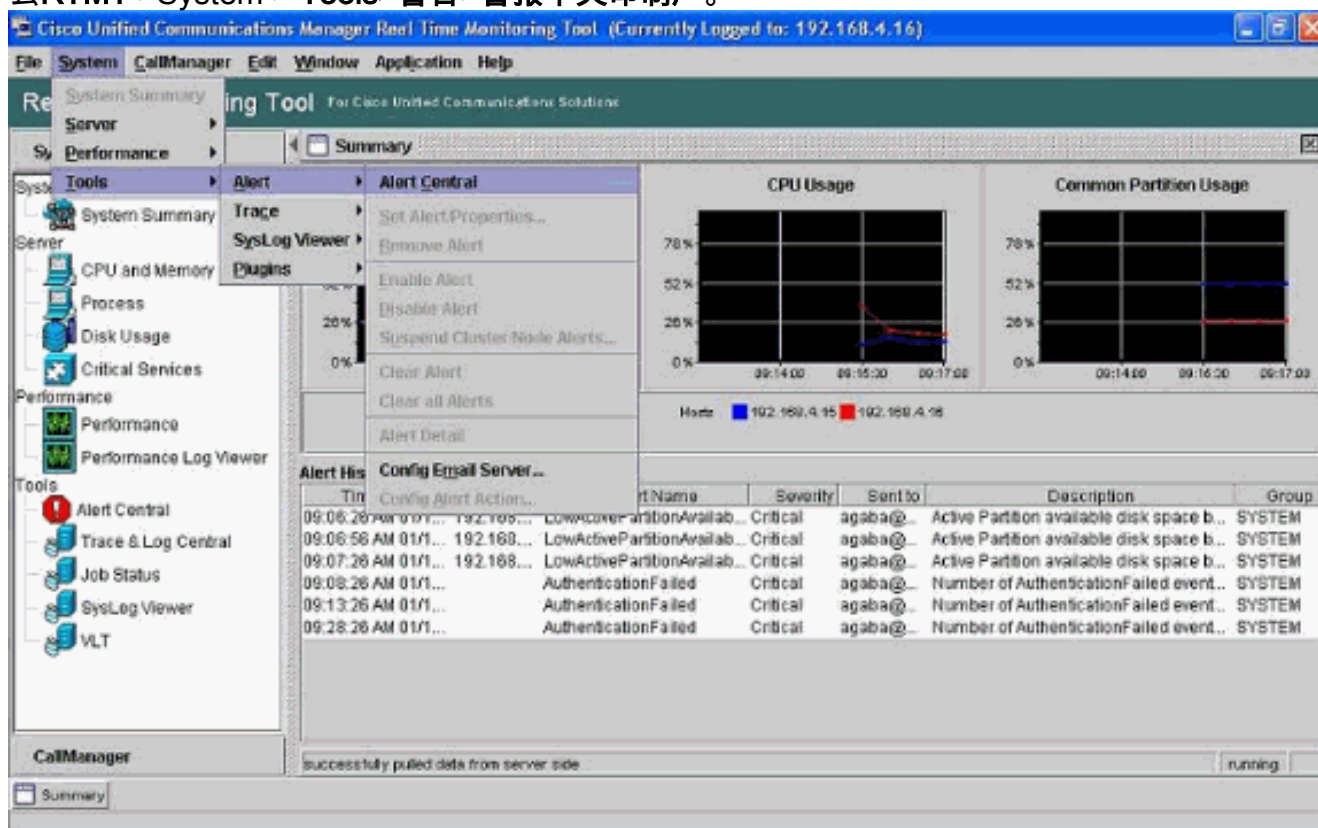 Cisco Unified Communications Manager Real Time Monitoring Tool (Currently Logged to: 192.168.4.16)
File System CallManager Edit Window Application Help
Re ing Tool For Cisco Unified Communications Solutions
System Summary
Server
Performance
Tools
Alert
Trace
SysLog Viewer
Plugins
Alert Central
Set Alert/Properties...
Remove Alert
Enable Alert
Disable Alert
Suspend Cluster Node Alerts...
Clear Alert
Clear all Alerts
Alert Detail
Config Email Server...
Config Alert Action...
Sy
Syste
System Summary
Server
CPU and Memory
Process
Disk Usage
Critical Services
Performance
Performance
Performance Log Viewer
Tools
Alert Central
Trace & Log Central
Job Status
SysLog Viewer
VLT
CallManager
Summary
26%
0%
CPU Usage
78%
52%
26%
0%
09:14:00 09:15:30 09:17:00
Common Partition Usage
78%
52%
26%
0%
09:14:00 09:15:30 09:17:00
Hosts 192.168.4.15 192.168.4.16
Alert His
Tim rt Name Severity Sent to Description Group
09:06:26 AM 01/1... 192.168... LowActivePartitionAvailab... Critical agaba@... Active Partition available disk space b... SYSTEM
09:06:56 AM 01/1... 192.168... LowActivePartitionAvailab... Critical agaba@... Active Partition available disk space b... SYSTEM
09:07:26 AM 01/1... 192.168... LowActivePartitionAvailab... Critical agaba@... Active Partition available disk space b... SYSTEM
09:08:26 AM 01/1... AuthenticationFailed Critical agaba@... Number of AuthenticationFailed event... SYSTEM
09:13:26 AM 01/1... AuthenticationFailed Critical agaba@... Number of AuthenticationFailed event... SYSTEM
09:28:26 AM 01/1... AuthenticationFailed Critical agaba@... Number of AuthenticationFailed event... SYSTEM
successfully pulled data from server side running
Summary